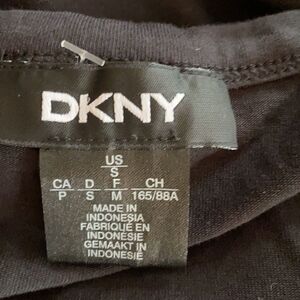 DKNY
US
S
CA D F CH
P S M 165/88A
MADE IN
INDONESIA
FABRIQUÉ EN
INDONÉSIE
GEMAAKT IN
INDONESIË